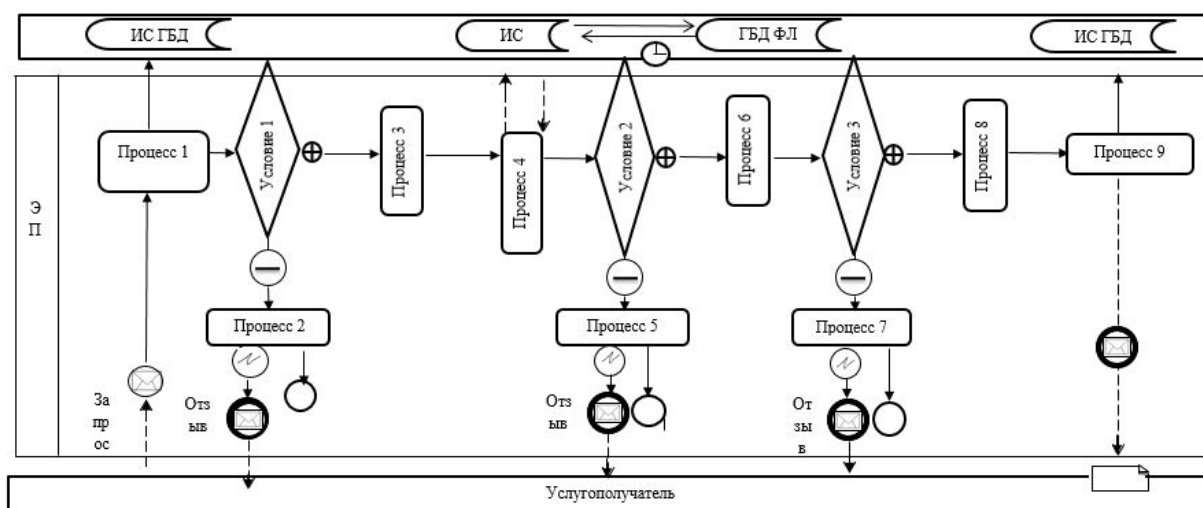 ИС ГБД
ИС
ГБД ФЛ
ИС ГБД
Э
П
Процесс 1
Условие 1
Процесс 3
Процесс 4
Условие 2
Процесс 6
Условие 3
Процесс 8
Процесс 9
Процесс 2
Процесс 5
Процесс 7
За
прос
Отз
ыв
Отз
ыв
От
зы
в
Услугополучатель